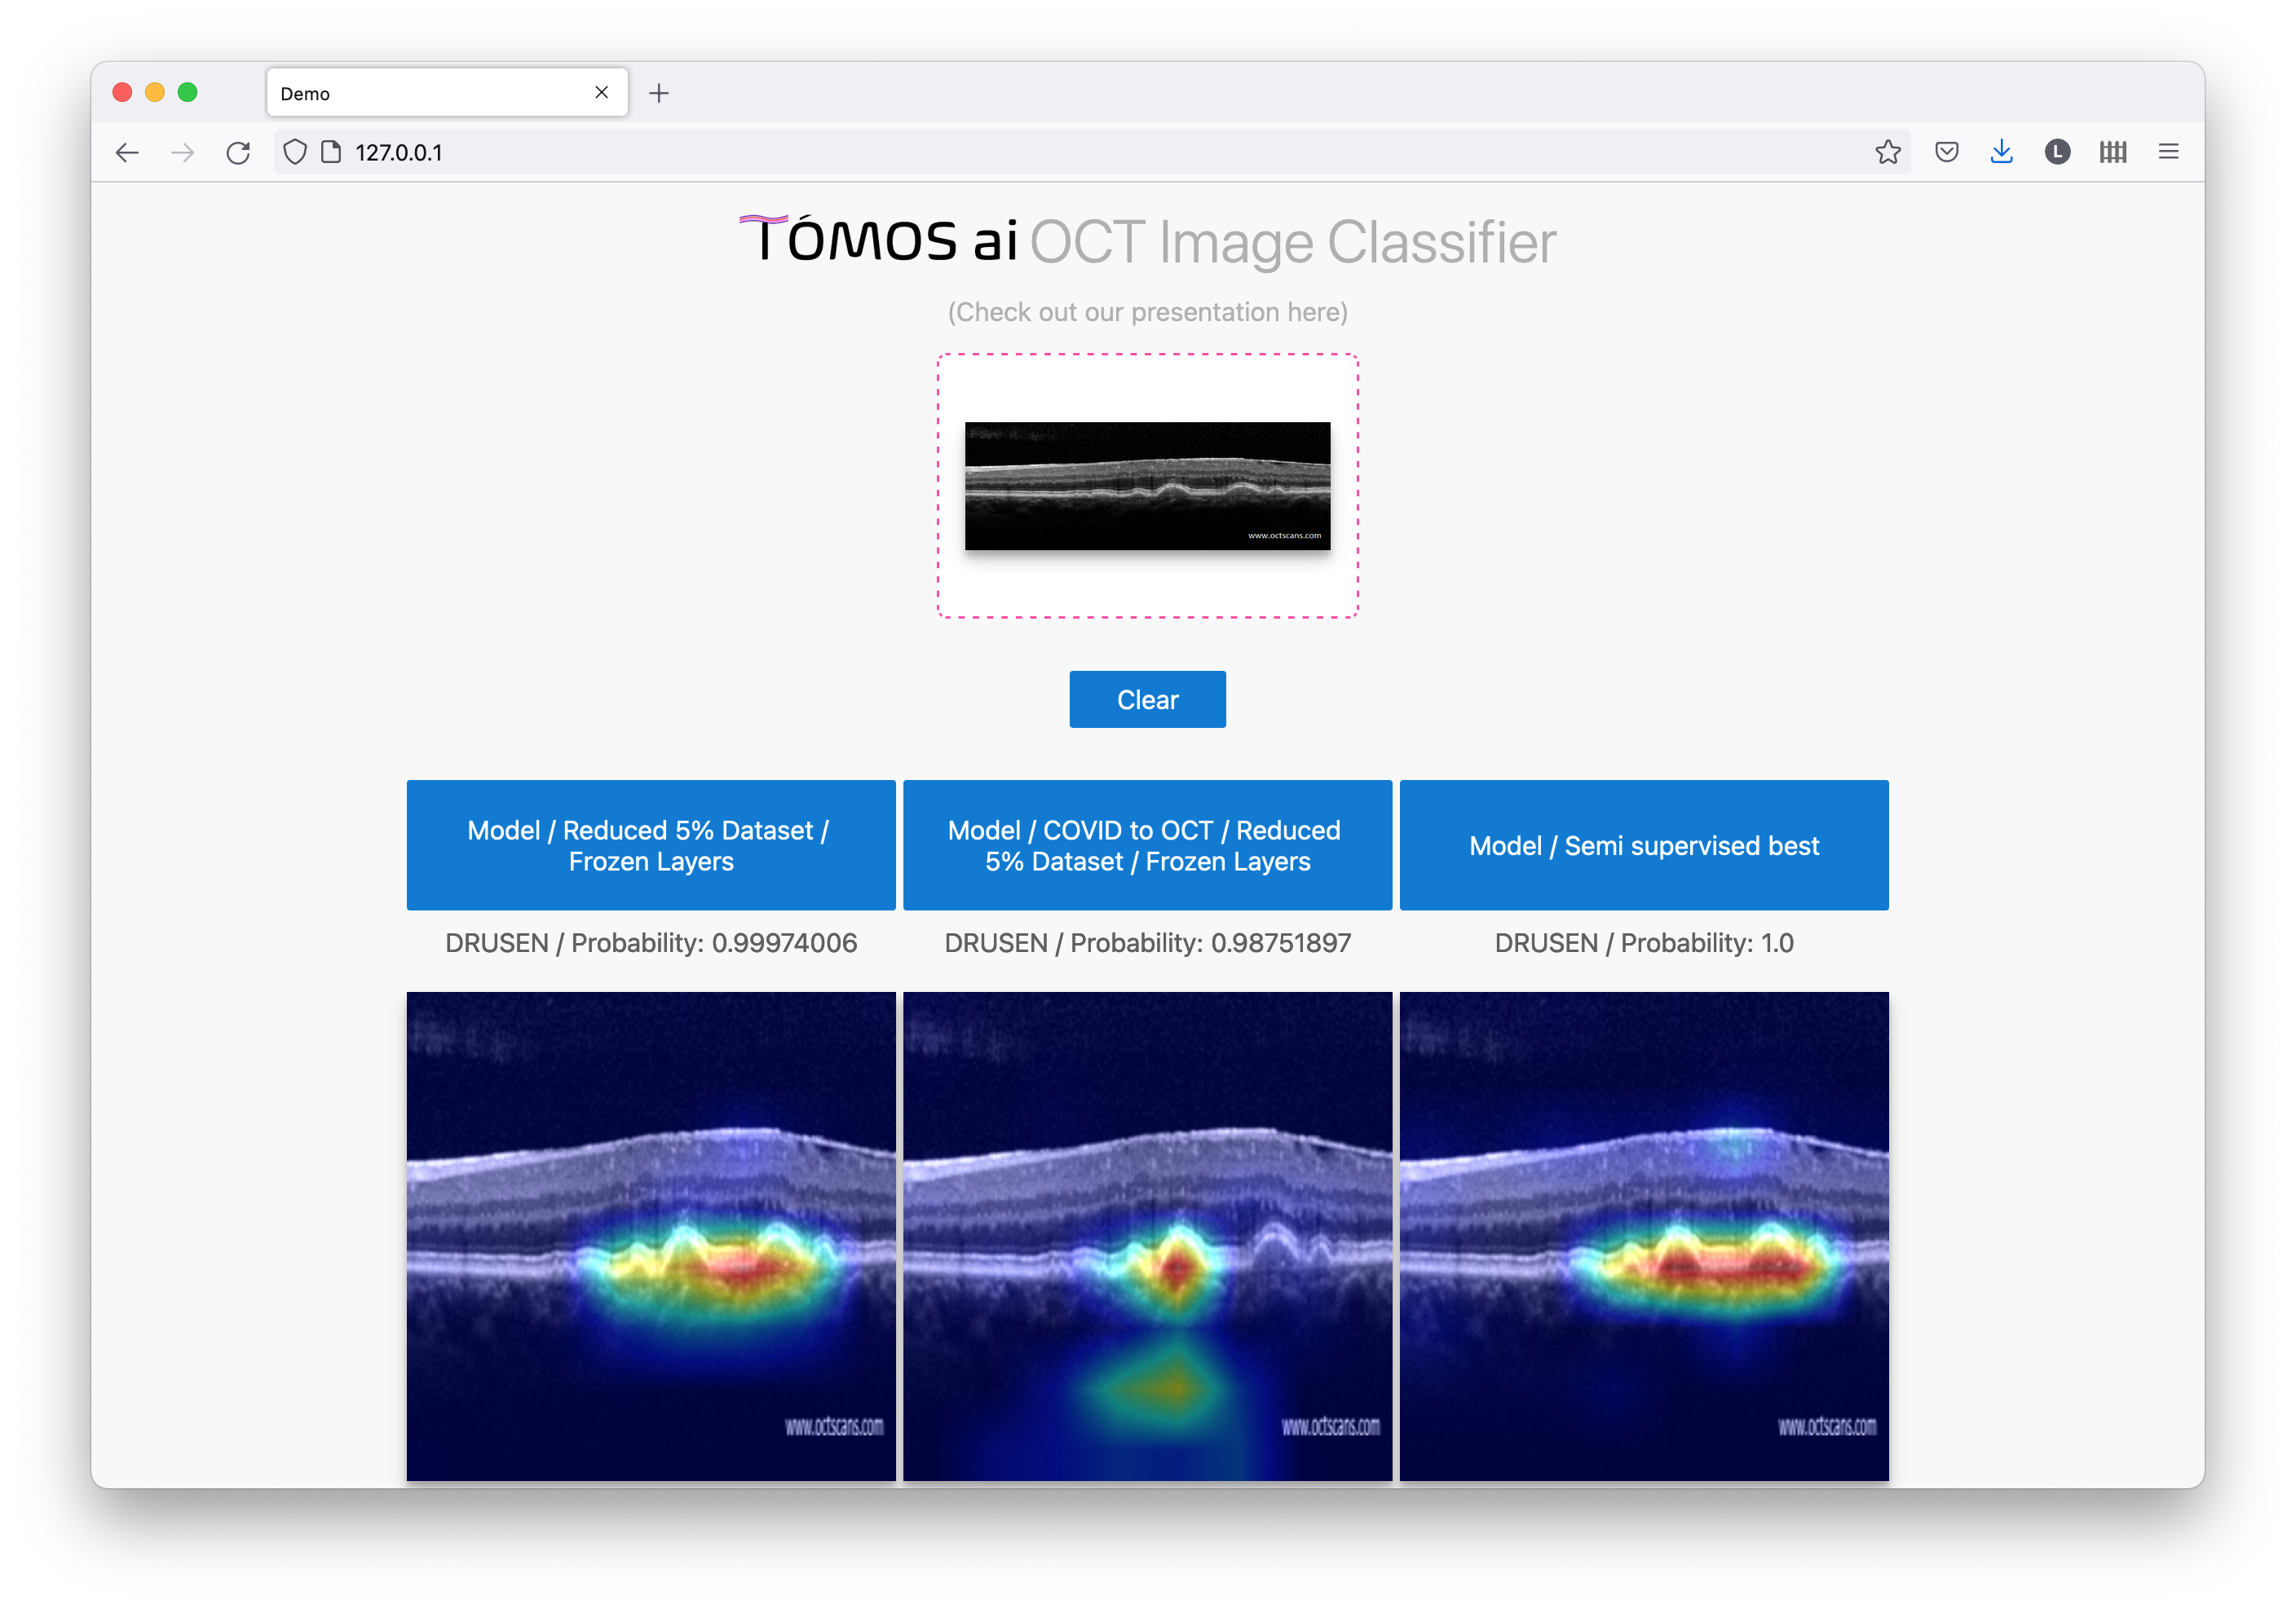 Demo
127.0.0.1
L
TÓMOS ai OCT Image Classifier
(Check out our presentation here)
www.octscans.com
Clear
Model / Reduced 5% Dataset /
Frozen Layers
Model / COVID to OCT / Reduced
5% Dataset / Frozen Layers
Model / Semi supervised best
DRUSEN / Probability: 0.99974006
DRUSEN / Probability: 0.98751897
DRUSEN / Probability: 1.0
www.octscans.com
www.octscans.com
www.octscans.com